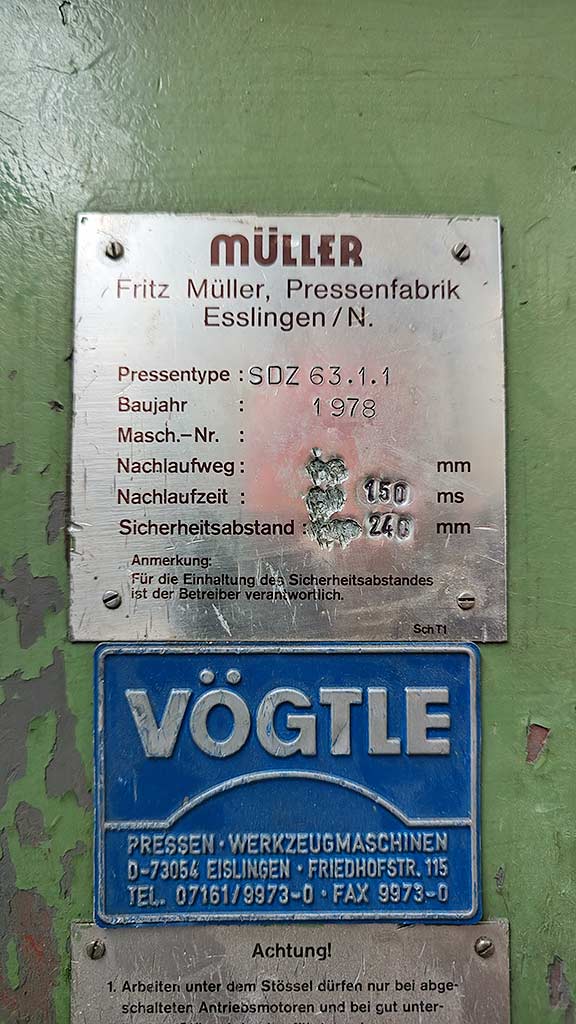 MÜLLER
Fritz Müller, Pressenfabrik
Esslingen/N.
Pressentype : SDZ 63.1.1
Baujahr : 1978
Masch.-Nr. :
Nachlaufweg : mm
Nachlaufzeit : 150 ms
Sicherheitsabstand : 240 mm
Anmerkung:
Für die Einhaltung des Sicherheitsabstandes
ist der Betreiber verantwortlich.
Sch T1
VÖGTLE
PRESSEN · WERKZEUGMASCHINEN
D-73054 EISLINGEN · FRIEDHOFSTR. 115
TEL. 07161/9973-0 · FAX 9973-0
Achtung!
1. Arbeiten unter dem Stössel dürfen nur bei abge-
schalteten Antriebsmotoren und bei gut unter-